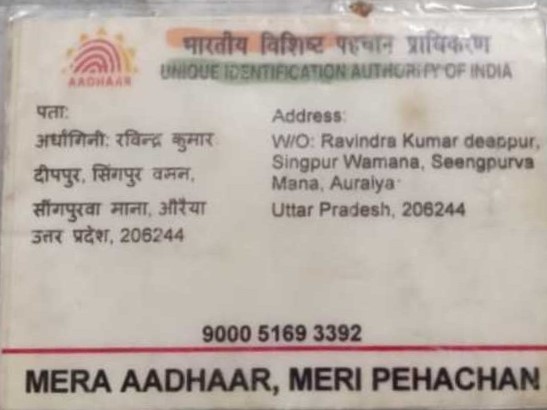 भारतीय विशिष्ट पहचान प्राधिकरण
UNIQUE IDENTIFICATION AUTHORITY OF INDIA
AADHAAR
पता:
अर्धांगिनी: रविन्द्र कुमार
दीपपुर, सिंगपुर वमन,
सींगपुरवा माना, औरैया
उत्तर प्रदेश, 206244
Address:
W/O: Ravindra Kumar deappur,
Singpur Wamana, Seengpurva
Mana, Auraiya
Uttar Pradesh, 206244
9000 5169 3392
MERA AADHAAR, MERI PEHACHAN